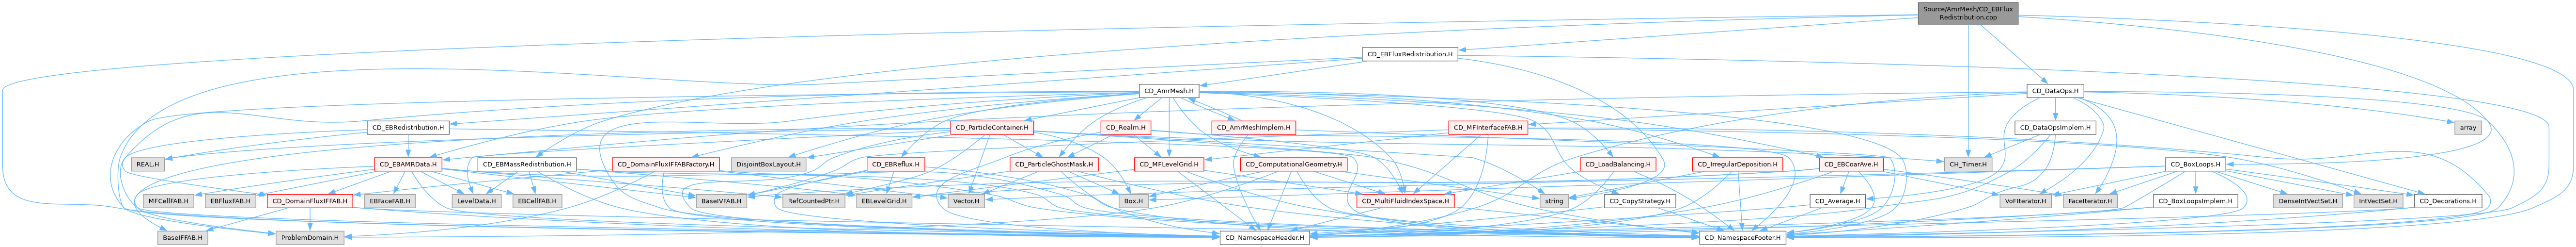 Source/AmrMesh/CD_EBFlux
Redistribution.cpp
CD_EBFluxRedistribution.H
CD_AmrMesh.H
CD_DataOps.H
CD_EBRedistribution.H
CD_ParticleContainer.H
CD_Realm.H
CD_AmrMeshImplem.H
CD_MFInterfaceFAB.H
CD_DataOpsImplem.H
array
REAL.H
CD_EBAMRData.H
CD_EBMassRedistribution.H
CD_DomainFluxIFFABFactory.H
DisjointBoxLayout.H
CD_EBReflux.H
CD_ParticleGhostMask.H
CD_MFLevelGrid.H
CD_ComputationalGeometry.H
CD_LoadBalancing.H
CD_IrregularDeposition.H
CD_EBCoarAve.H
CH_Timer.H
CD_BoxLoops.H
MFCellFAB.H
EBFluxFAB.H
CD_DomainFluxIFFAB.H
EBFaceFAB.H
LevelData.H
EBCellFAB.H
BaseIVFAB.H
RefCountedPtr.H
EBLevelGrid.H
Vector.H
Box.H
CD_MultiFluidIndexSpace.H
string
CD_CopyStrategy.H
CD_Average.H
VoFIterator.H
FaceIterator.H
CD_BoxLoopsImplem.H
DenseIntVectSet.H
IntVectSet.H
CD_Decorations.H
BaseIFFAB.H
ProblemDomain.H
CD_NamespaceHeader.H
CD_NamespaceFooter.H